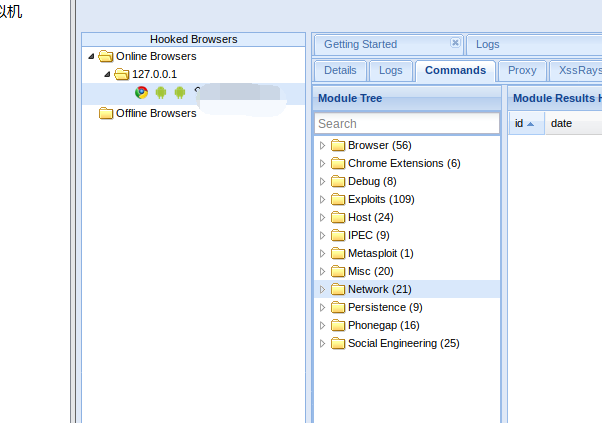 拟机
Hooked Browsers
Online Browsers
127.0.0.1
Offline Browsers
Getting Started
Logs
Details
Logs
Commands
Proxy
XssRays
Module Tree
Search
Browser (56)
Chrome Extensions (6)
Debug (8)
Exploits (109)
Host (24)
IPEC (9)
Metasploit (1)
Misc (20)
Network (21)
Persistence (9)
Phonegap (16)
Social Engineering (25)
Module Results H
id
date